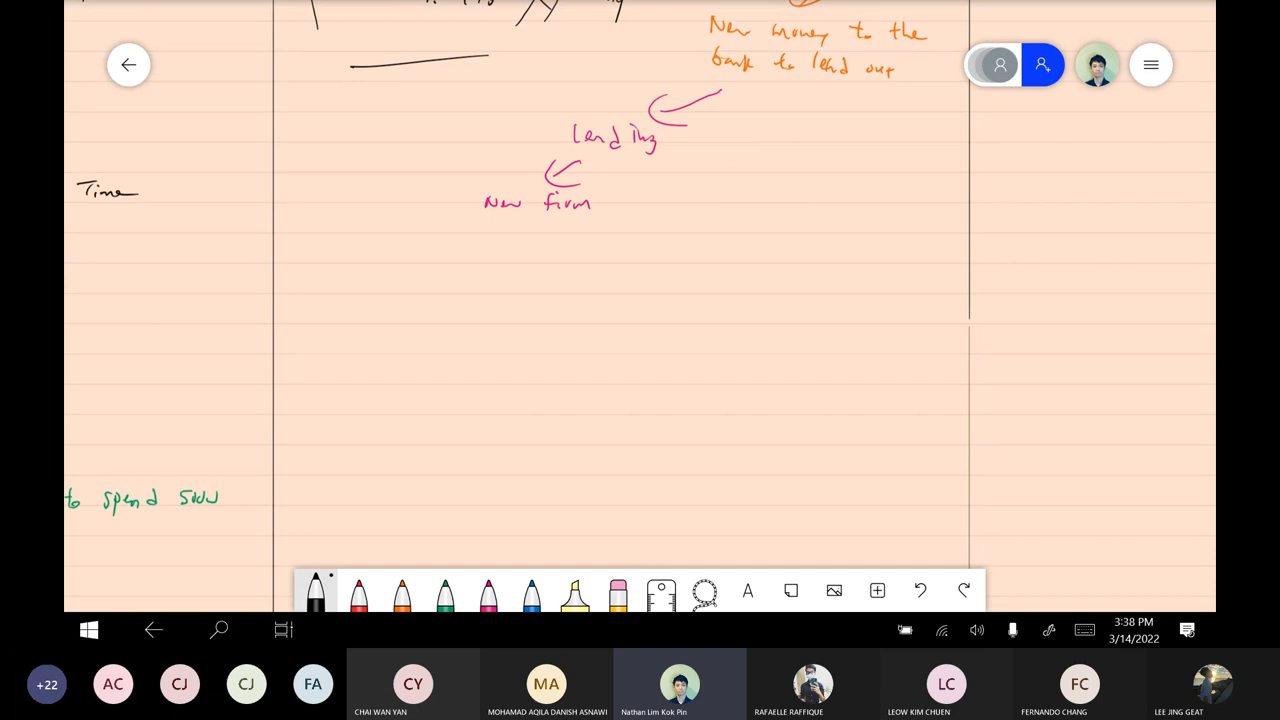 New money to the
bank to lend out
lending
New firm
Time
to spend
A
3:38 PM
3/14/2022
+22
AC
CJ
CJ
FA
CY
MA
LC
FC
CHAI WAN YAN
MOHAMAD AQILA DANISH ASNAWI
Nathan Lim Kok Pin
RAFAELLE RAFFIQUE
LEOW KIM CHUEN
FERNANDO CHANG
LEE JING GEAT